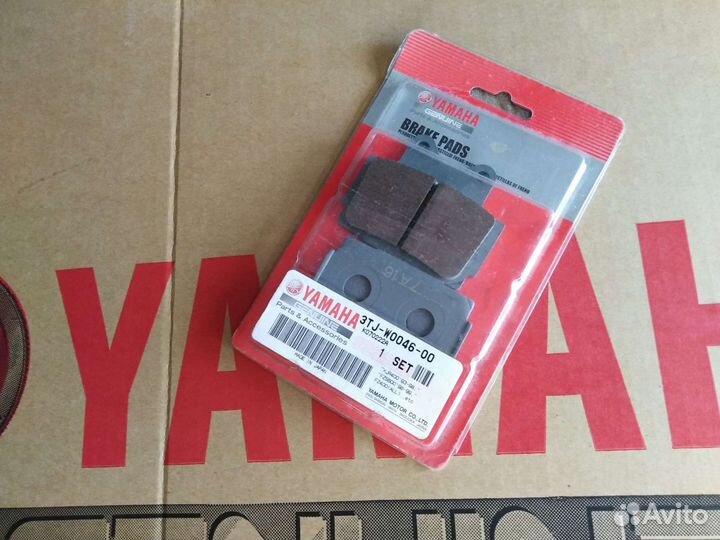 YAMAHA
GENUINE
BRAKE PADS
7A16
YAMAHA
GENUINE
Parts & Accessories
3TJ-W0046-00
K070222A
1 SET
MADE IN JAPAN
YAMAHA MOTOR CO., LTD.
YAMAHA
Avito